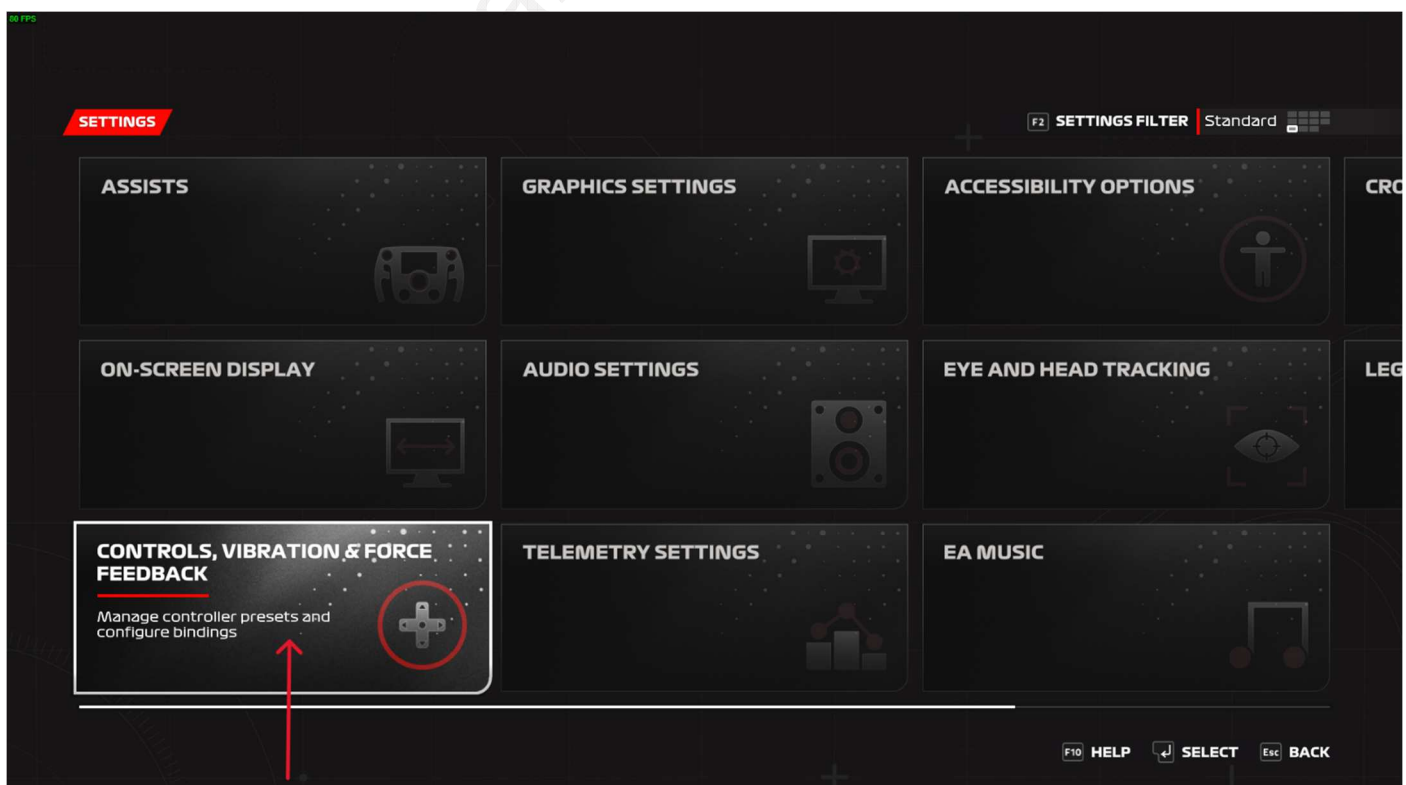 80 FPS
SETTINGS
F2 SETTINGS FILTER Standard
ASSISTS
GRAPHICS SETTINGS
ACCESSIBILITY OPTIONS
CRO
ON-SCREEN DISPLAY
AUDIO SETTINGS
EYE AND HEAD TRACKING
LEG
CONTROLS, VIBRATION & FORCE
FEEDBACK
Manage controller presets and
configure bindings
TELEMETRY SETTINGS
EA MUSIC
F10 HELP SELECT Esc BACK